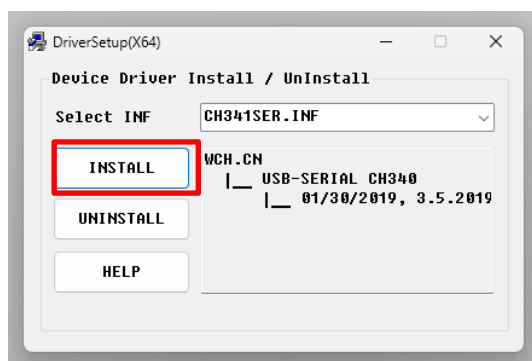 DriverSetup(X64)
Device Driver Install / UnInstall
Select INF
CH341SER.INF
INSTALL
WCH.CN
|__ USB-SERIAL CH340
|__ 01/30/2019, 3.5.2019
UNINSTALL
HELP